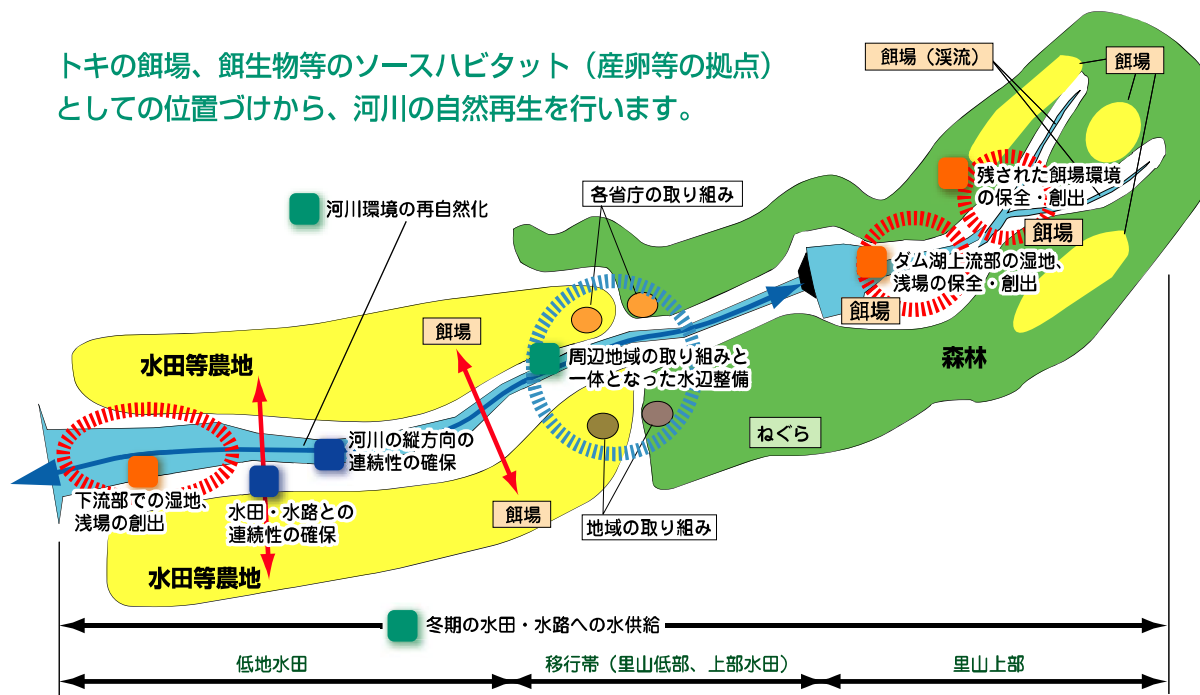 トキの餌場、餌生物等のソースハビタット（産卵等の拠点）
としての位置づけから、河川の自然再生を行います。
餌場（渓流）
餌場
残された餌場環境
の保全・創出
餌場
各省庁の取り組み
河川環境の再自然化
ダム湖上流部の湿地、
浅場の保全・創出
餌場
餌場
周辺地域の取り組みと
一体となった水辺整備
森林
水田等農地
ねぐら
河川の縦方向の
連続性の確保
下流部での湿地、
浅場の創出
水田・水路との
連続性の確保
餌場
地域の取り組み
水田等農地
冬期の水田・水路への水供給
低地水田
移行帯（里山低部、上部水田）
里山上部